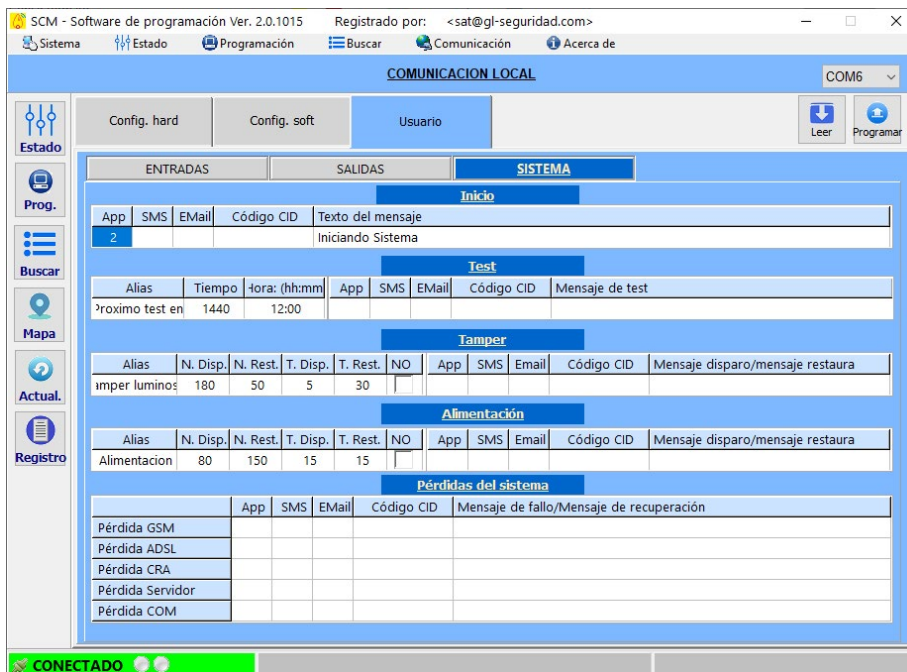 SCM - Software de programación Ver. 2.0.1015 Registrado por: <sat@gl-seguridad.com>
Sistema Estado Programación Buscar Comunicación Acerca de
COMUNICACION LOCAL
COM6
Config. hard Config. soft Usuario
Leer Programar
Estado
Prog.
Buscar
Mapa
Actual.
Registro
ENTRADAS SALIDAS SISTEMA
Inicio
App SMS EMail Código CID Texto del mensaje
2 Iniciando Sistema
Test
Alias Tiempo Hora: (hh:mm App SMS EMail Código CID Mensaje de test
Proximo test en 1440 12:00
Tamper
Alias N. Disp. N. Rest. T. Disp. T. Rest. NO App SMS Email Código CID Mensaje disparo/mensaje restaura
amper luminos 180 50 5 30
Alimentación
Alias N. Disp. N. Rest. T. Disp. T. Rest. NO App SMS Email Código CID Mensaje disparo/mensaje restaura
Alimentacion 80 150 15 15
Pérdidas del sistema
App SMS EMail Código CID Mensaje de fallo/Mensaje de recuperación
Pérdida GSM
Pérdida ADSL
Pérdida CRA
Pérdida Servidor
Pérdida COM
CONECTADO